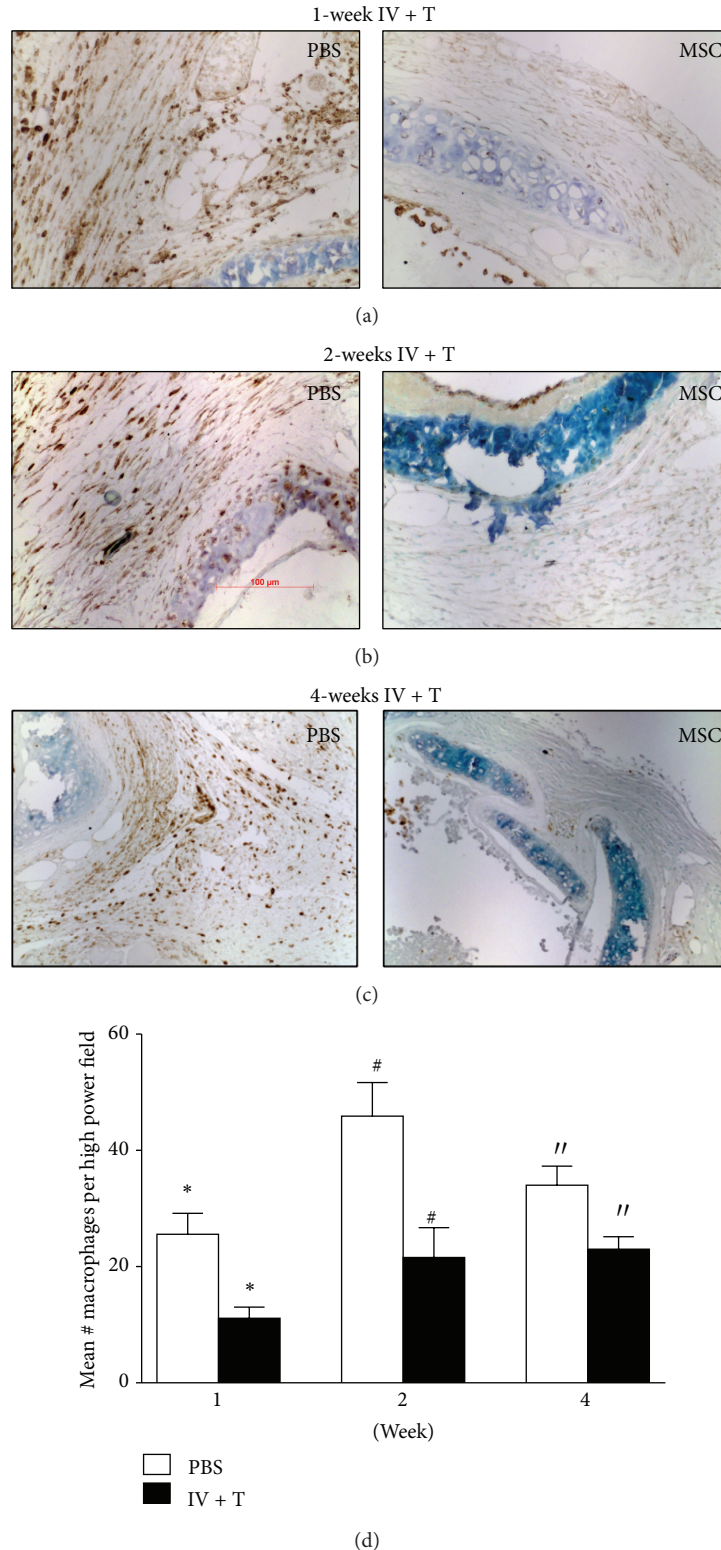 1-week IV + T
PBS
MSC
(a)
2-weeks IV + T
PBS
100 µm
MSC
(b)
4-weeks IV + T
PBS
MSC
(c)
Mean # macrophages per high power field
60
40
20
0
*
*
#
#
″
″
1 2 4
(Week)
PBS
IV + T
(d)